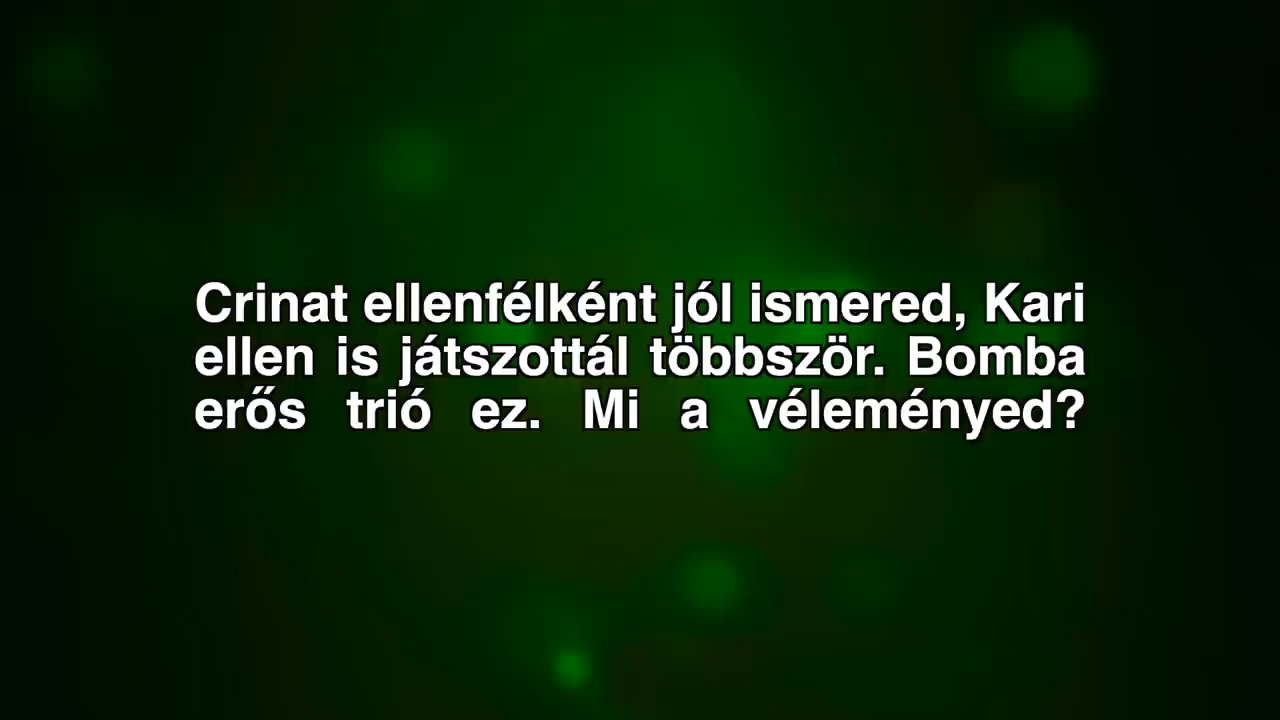 Crinat ellenfélként jól ismered, Kari
ellen is játszottál többször. Bomba
erős trió ez. Mi a véleményed?